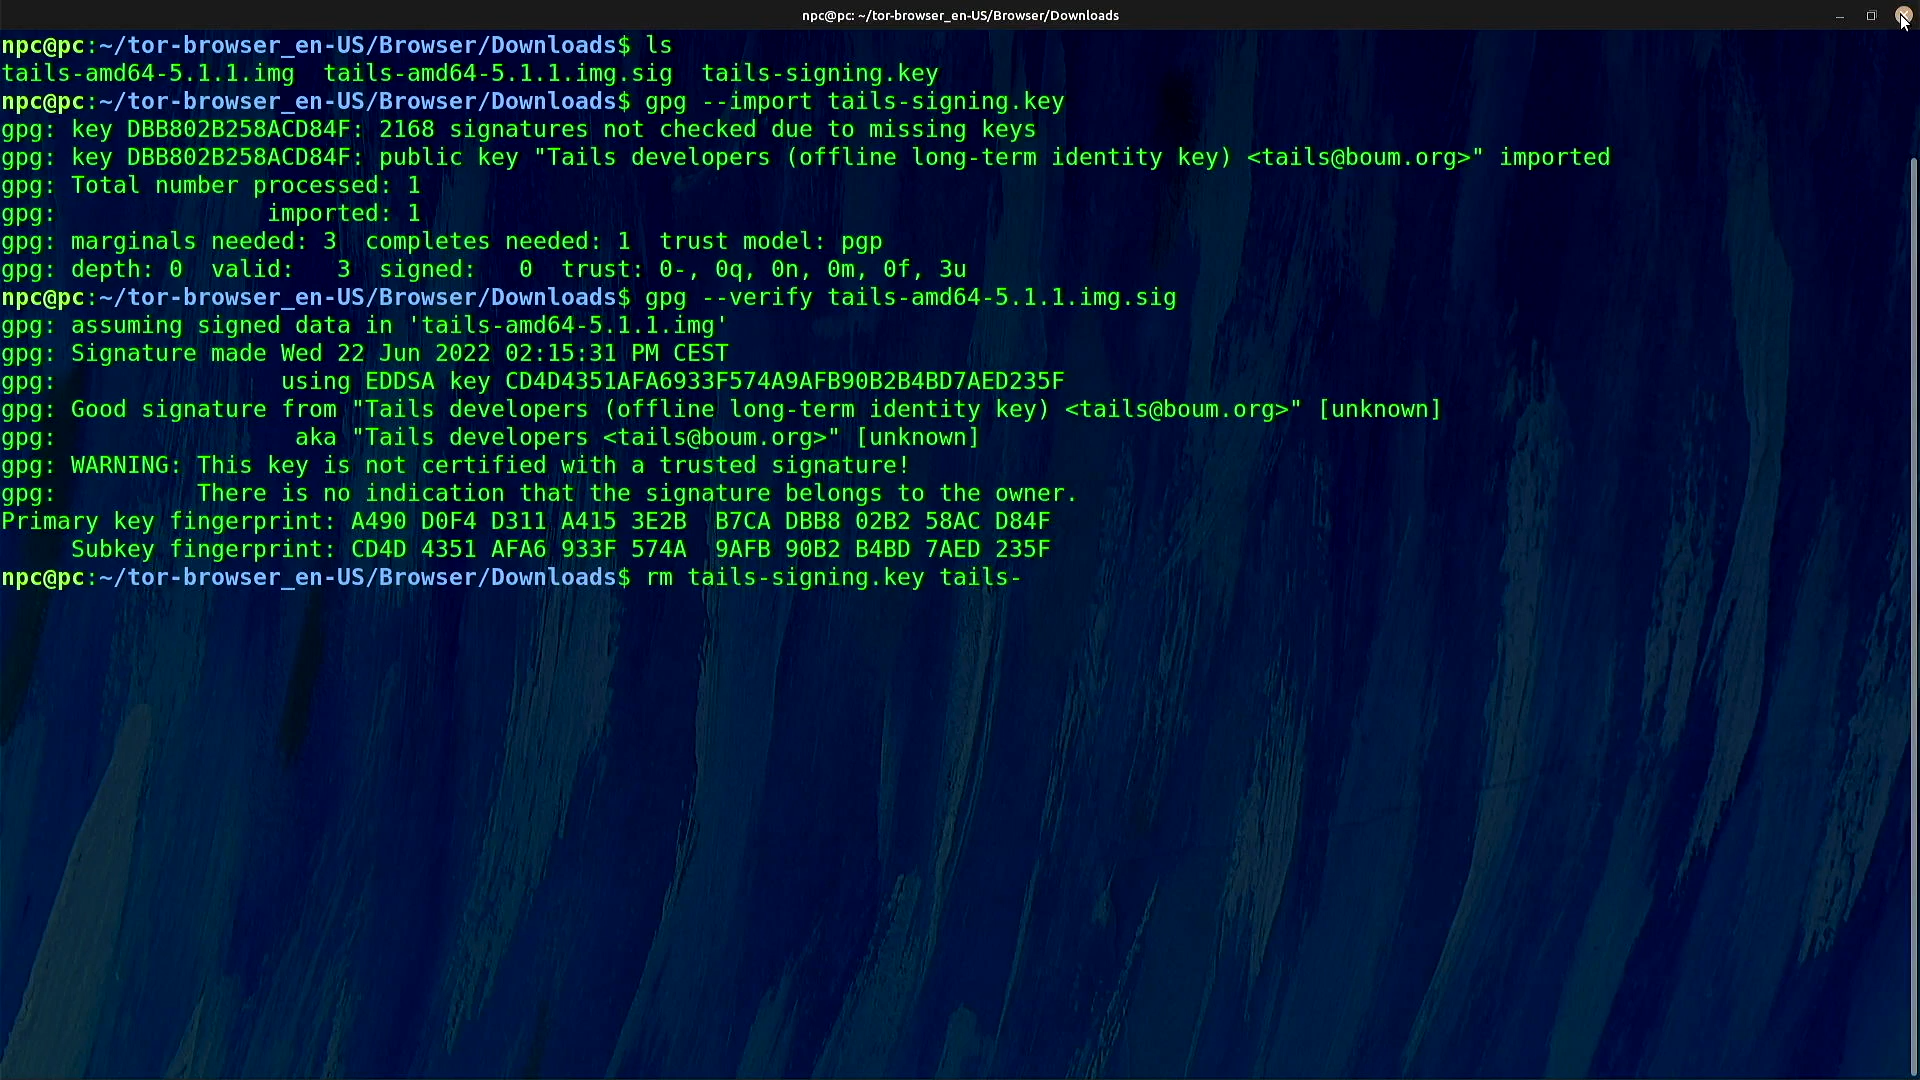 npc@pc: ~/tor-browser_en-US/Browser/Downloads
npc@pc:~/tor-browser_en-US/Browser/Downloads$ ls
tails-amd64-5.1.1.img  tails-amd64-5.1.1.img.sig  tails-signing.key
npc@pc:~/tor-browser_en-US/Browser/Downloads$ gpg --import tails-signing.key
gpg: key DBB802B258ACD84F: 2168 signatures not checked due to missing keys
gpg: key DBB802B258ACD84F: public key "Tails developers (offline long-term identity key) <tails@boum.org>" imported
gpg: Total number processed: 1
gpg:               imported: 1
gpg: marginals needed: 3  completes needed: 1  trust model: pgp
gpg: depth: 0  valid:   3  signed:   0  trust: 0-, 0q, 0n, 0m, 0f, 3u
npc@pc:~/tor-browser_en-US/Browser/Downloads$ gpg --verify tails-amd64-5.1.1.img.sig
gpg: assuming signed data in 'tails-amd64-5.1.1.img'
gpg: Signature made Wed 22 Jun 2022 02:15:31 PM CEST
gpg:                using EDDSA key CD4D4351AFA6933F574A9AFB90B2B4BD7AED235F
gpg: Good signature from "Tails developers (offline long-term identity key) <tails@boum.org>" [unknown]
gpg:                 aka "Tails developers <tails@boum.org>" [unknown]
gpg: WARNING: This key is not certified with a trusted signature!
gpg:          There is no indication that the signature belongs to the owner.
Primary key fingerprint: A490 D0F4 D311 A415 3E2B  B7CA DBB8 02B2 58AC D84F
     Subkey fingerprint: CD4D 4351 AFA6 933F 574A  9AFB 90B2 B4BD 7AED 235F
npc@pc:~/tor-browser_en-US/Browser/Downloads$ rm tails-signing.key tails-